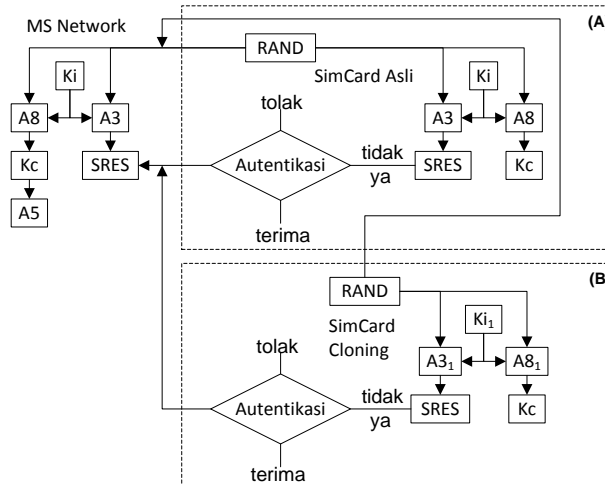 MS Network
RAND
(A
Ki
SimCard Asli
Ki
A8
A3
tolak
A3
A8
Kc
SRES
Autentikasi
tidak
ya
SRES
Kc
A5
terima
RAND
(B
SimCard
Cloning
Ki₁
tolak
A3₁
A8₁
Autentikasi
tidak
ya
SRES
Kc
terima